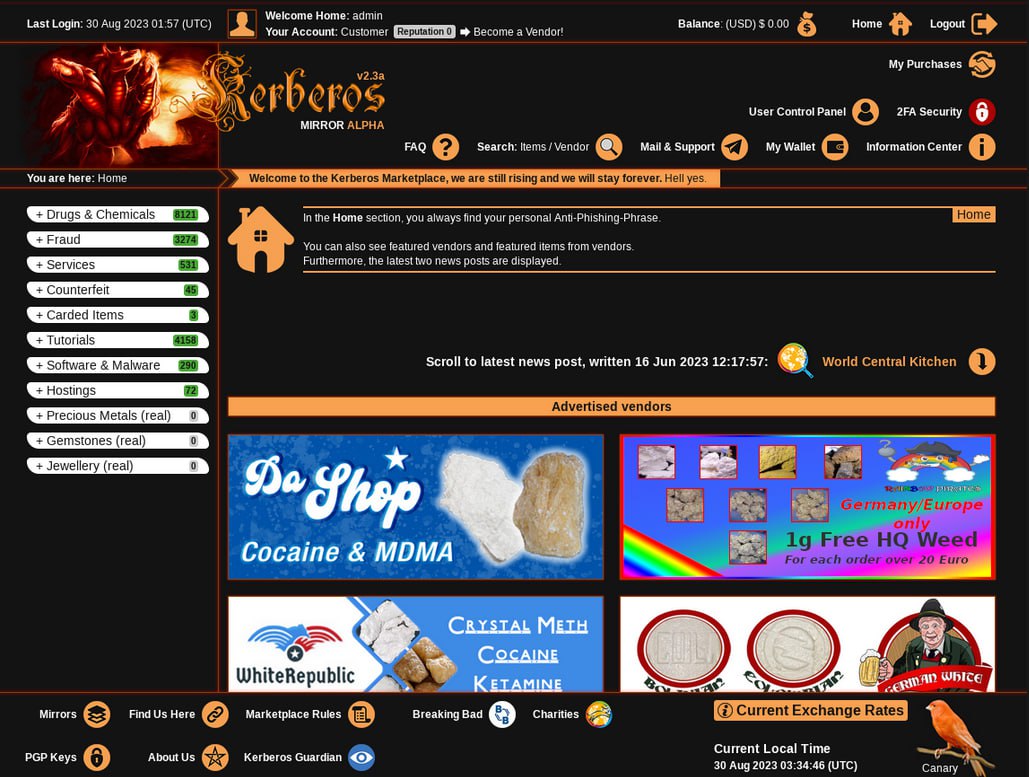 Last Login: 30 Aug 2023 01:57 (UTC)
Welcome Home: admin
Your Account: Customer Reputation 0 Become a Vendor!
Balance: (USD) $ 0.00
Home
Logout
v2.3a
Kerberos
MIRROR ALPHA
My Purchases
User Control Panel
2FA Security
FAQ
Search: Items / Vendor
Mail & Support
My Wallet
Information Center
You are here: Home
Welcome to the Kerberos Marketplace, we are still rising and we will stay forever. Hell yes.
+ Drugs & Chemicals 8121
+ Fraud 3274
+ Services 531
+ Counterfeit 45
+ Carded Items 3
+ Tutorials 4158
+ Software & Malware 290
+ Hostings 72
+ Precious Metals (real) 0
+ Gemstones (real) 0
+ Jewellery (real) 0
In the Home section, you always find your personal Anti-Phishing-Phrase.
Home
You can also see featured vendors and featured items from vendors.
Furthermore, the latest two news posts are displayed.
Scroll to latest news post, written 16 Jun 2023 12:17:57:
World Central Kitchen
Advertised vendors
Da Shop
Cocaine & MDMA
RAINBOW PIRATES
Germany/Europe
only
1g Free HQ Weed
For each order over 20 Euro
WhiteRepublic
Crystal Meth
Cocaine
Ketamine
GERMAN WHITE
Mirrors
Find Us Here
Marketplace Rules
Breaking Bad
Charities
Current Exchange Rates
PGP Keys
About Us
Kerberos Guardian
Current Local Time
30 Aug 2023 03:34:46 (UTC)
Canary